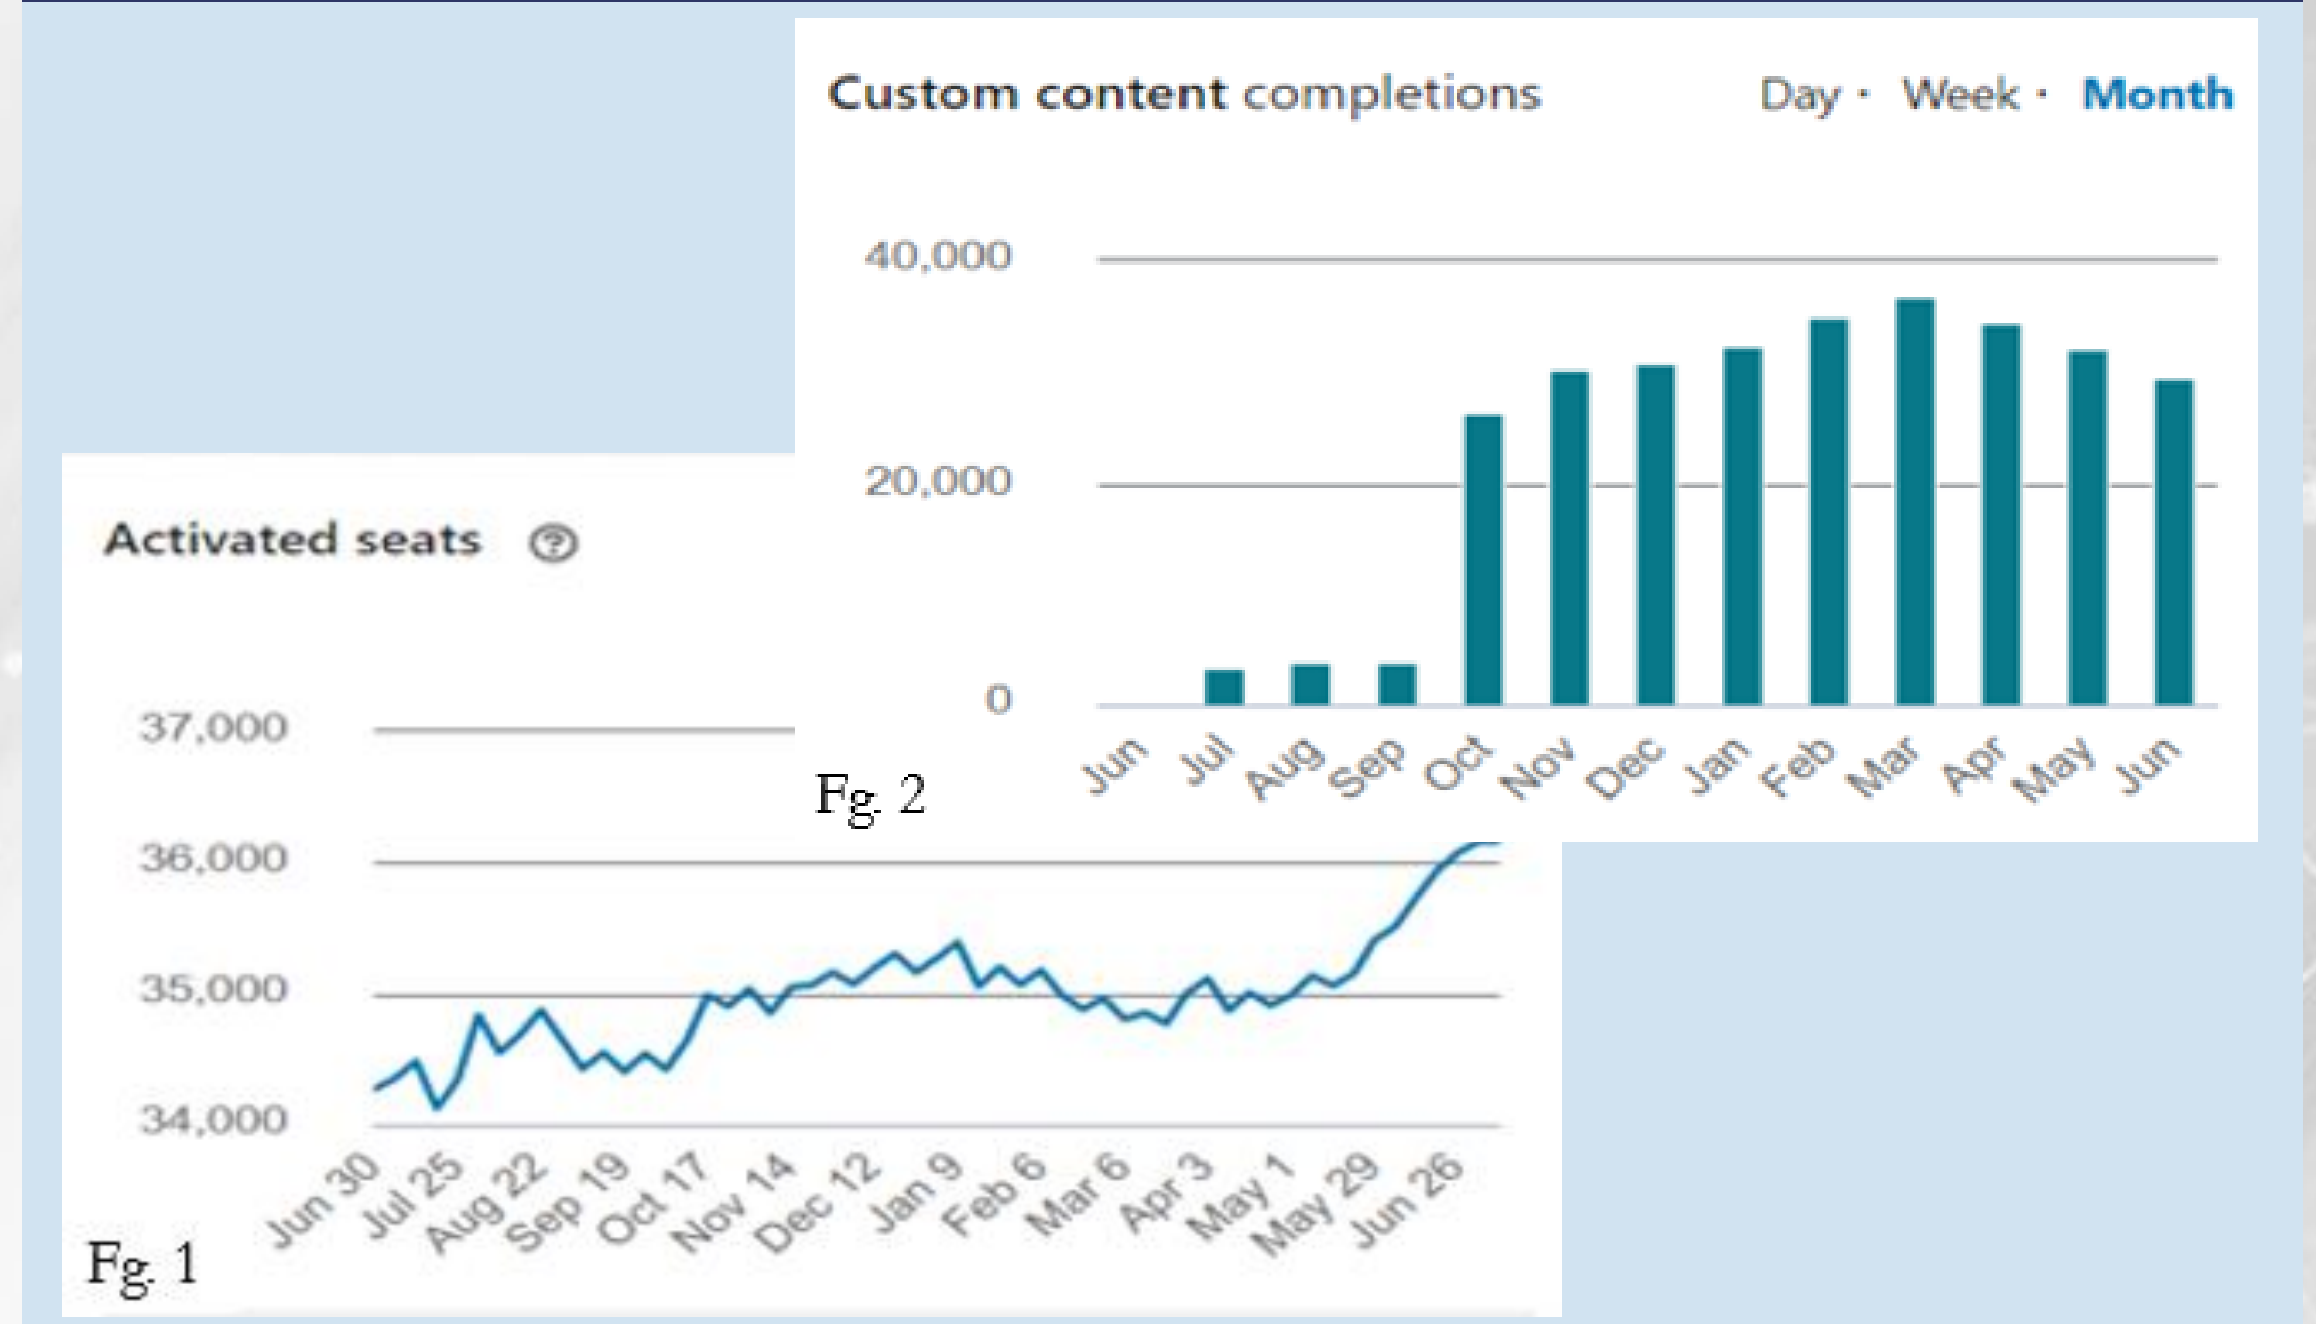 Custom content completions Day · Week · Month
40,000
20,000
0
Jun Jul Aug Sep Oct Nov Dec Jan Feb Mar Apr May Jun
Fg. 2
Activated seats ?
37,000
36,000
35,000
34,000
Jun 30 Jul 25 Aug 22 Sep 19 Oct 17 Nov 14 Dec 12 Jan 9 Feb 6 Mar 6 Apr 3 May 1 May 29 Jun 26
Fg. 1